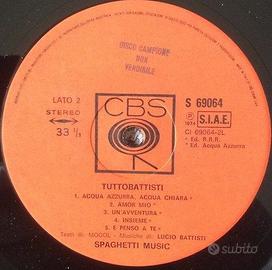 DISCO CAMPIONE
NON
VENDIBILE
LATO 2
STEREO
33 1/3
CBS
S 69064
S.I.A.E.
℗ 1974
CI 69064-2L
* Ed. R.R.R.
° Ed. Acqua Azzurra
TUTTOBATTISTI
1. ACQUA AZZURRA, ACQUA CHIARA *
2. AMOR MIO °
3. UN'AVVENTURA *
4. INSIEME *
5. E PENSO A TE *
Testi di: MOGOL - Musiche di: LUCIO BATTISTI
SPAGHETTI MUSIC
subito